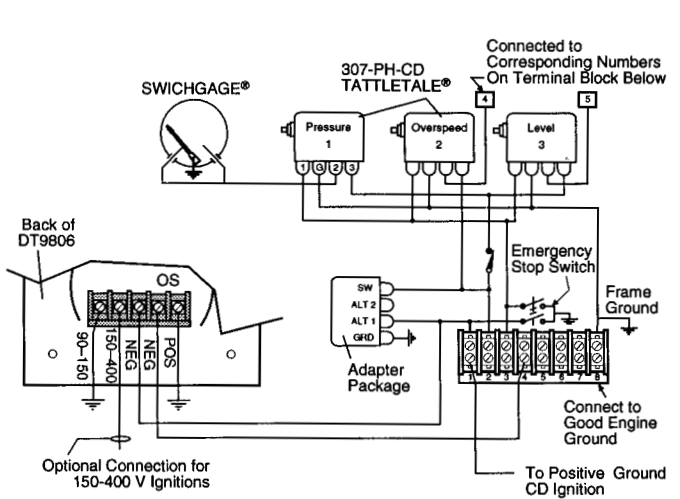 Connected to
Corresponding Numbers
On Terminal Block Below
307-PH-CD
TATTLETALE®
SWICHGAGE®
4
5
Pressure
1
Overspeed
2
Level
3
1 G 2 3
Back of
DT9806
OS
90-150
150-400
NEG
NEG
POS
Emergency
Stop Switch
SW
ALT 2
ALT 1
GRD
Frame
Ground
Adapter
Package
1 2 3 4 5 6 7 8
Connect to
Good Engine
Ground
Optional Connection for
150-400 V Ignitions
To Positive Ground
CD Ignition